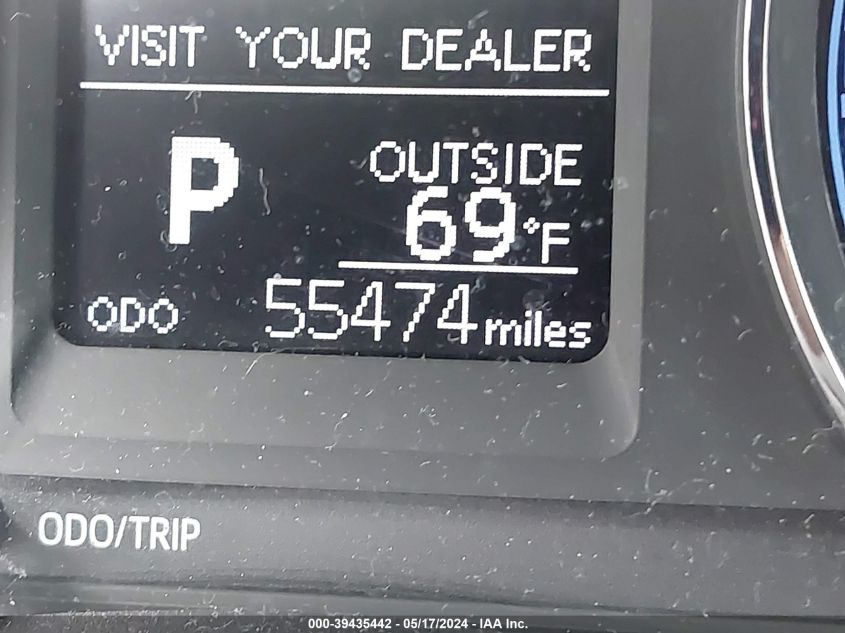 VISIT YOUR DEALER
P
OUTSIDE
69°F
ODO 55474 miles
ODO/TRIP
000-39435442 - 05/17/2024 - IAA Inc.